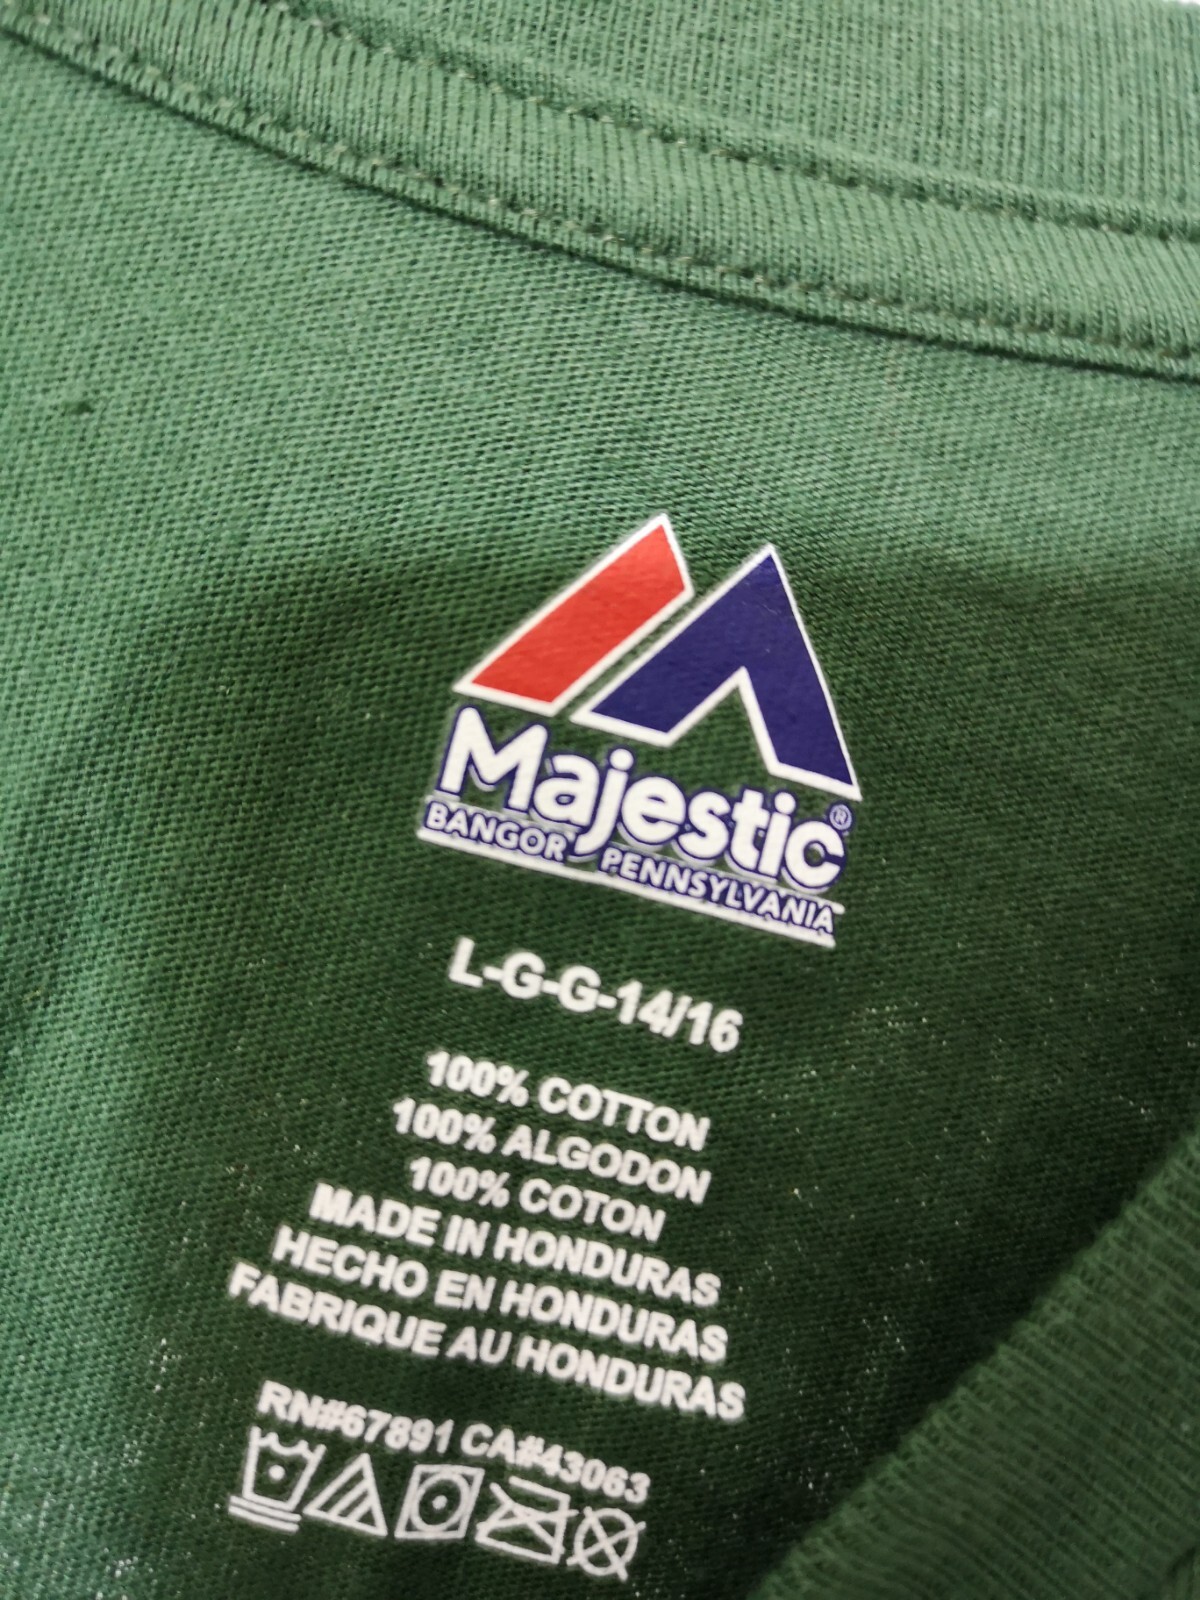 Majestic®
BANGOR PENNSYLVANIA
L-G-G-14/16
100% COTTON
100% ALGODON
100% COTON
MADE IN HONDURAS
HECHO EN HONDURAS
FABRIQUE AU HONDURAS
RN#67891 CA#43063